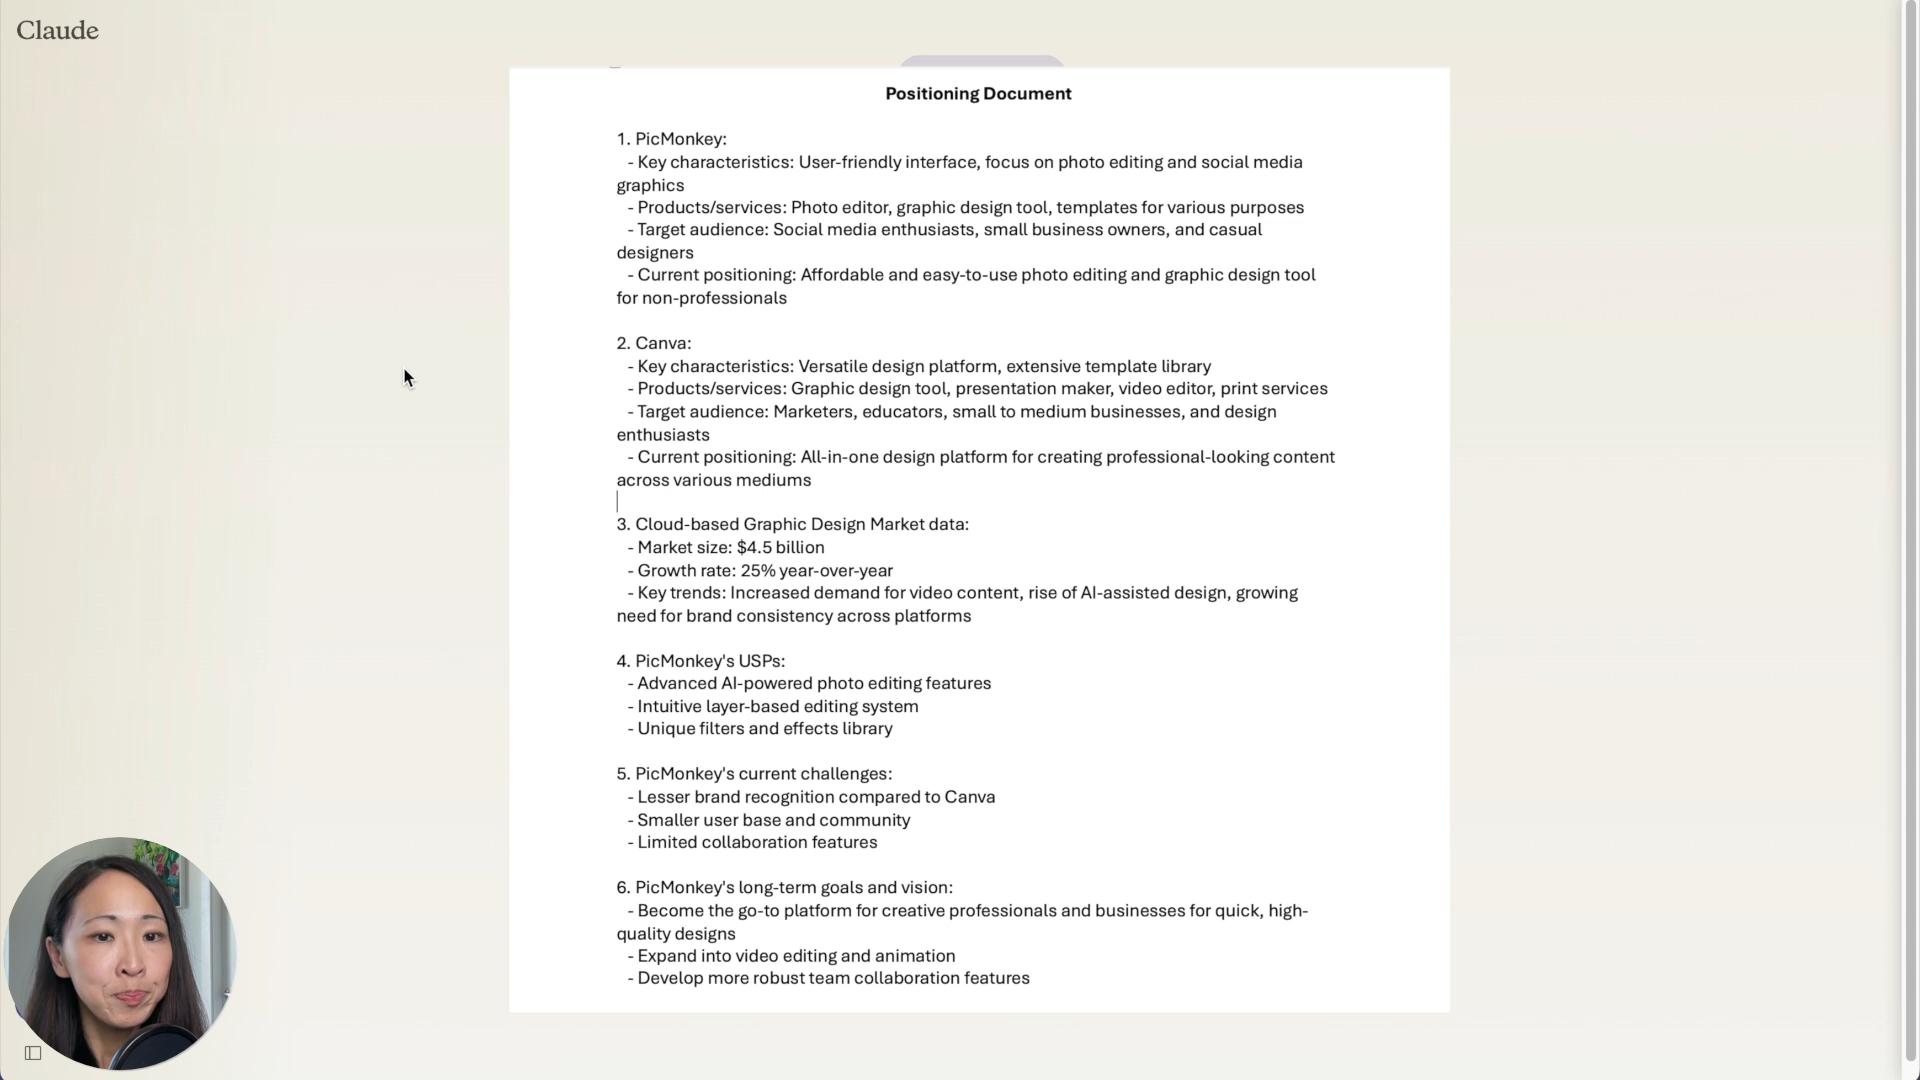 Claude
Positioning Document
1. PicMonkey:
- Key characteristics: User-friendly interface, focus on photo editing and social media
graphics
- Products/services: Photo editor, graphic design tool, templates for various purposes
- Target audience: Social media enthusiasts, small business owners, and casual
designers
- Current positioning: Affordable and easy-to-use photo editing and graphic design tool
for non-professionals
2. Canva:
- Key characteristics: Versatile design platform, extensive template library
- Products/services: Graphic design tool, presentation maker, video editor, print services
- Target audience: Marketers, educators, small to medium businesses, and design
enthusiasts
- Current positioning: All-in-one design platform for creating professional-looking content
across various mediums
3. Cloud-based Graphic Design Market data:
- Market size: $4.5 billion
- Growth rate: 25% year-over-year
- Key trends: Increased demand for video content, rise of AI-assisted design, growing
need for brand consistency across platforms
4. PicMonkey's USPs:
- Advanced AI-powered photo editing features
- Intuitive layer-based editing system
- Unique filters and effects library
5. PicMonkey's current challenges:
- Lesser brand recognition compared to Canva
- Smaller user base and community
- Limited collaboration features
6. PicMonkey's long-term goals and vision:
- Become the go-to platform for creative professionals and businesses for quick, high-
quality designs
- Expand into video editing and animation
- Develop more robust team collaboration features